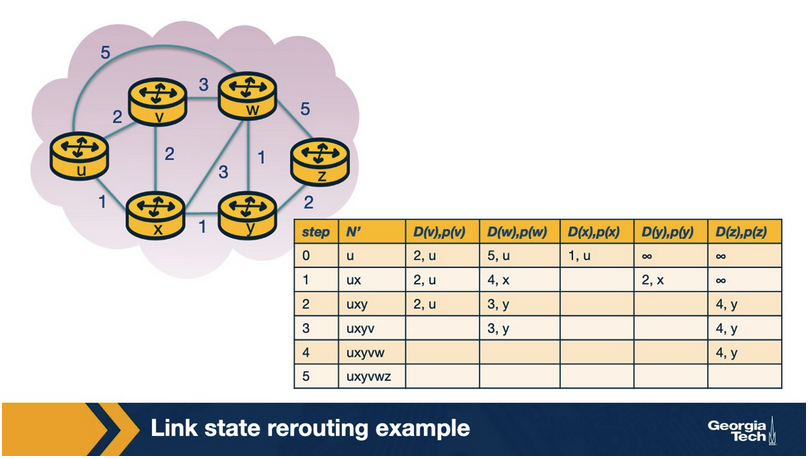 5
3
v
w
2
5
u
2
3
1
z
1
x
1
y
2
step N' D(v),p(v) D(w),p(w) D(x),p(x) D(y),p(y) D(z),p(z)
0 u 2, u 5, u 1, u ∞ ∞
1 ux 2, u 4, x 2, x ∞
2 uxy 2, u 3, y 4, y
3 uxyv 3, y 4, y
4 uxyvw 4, y
5 uxyvwz
Link state rerouting example
Georgia
Tech